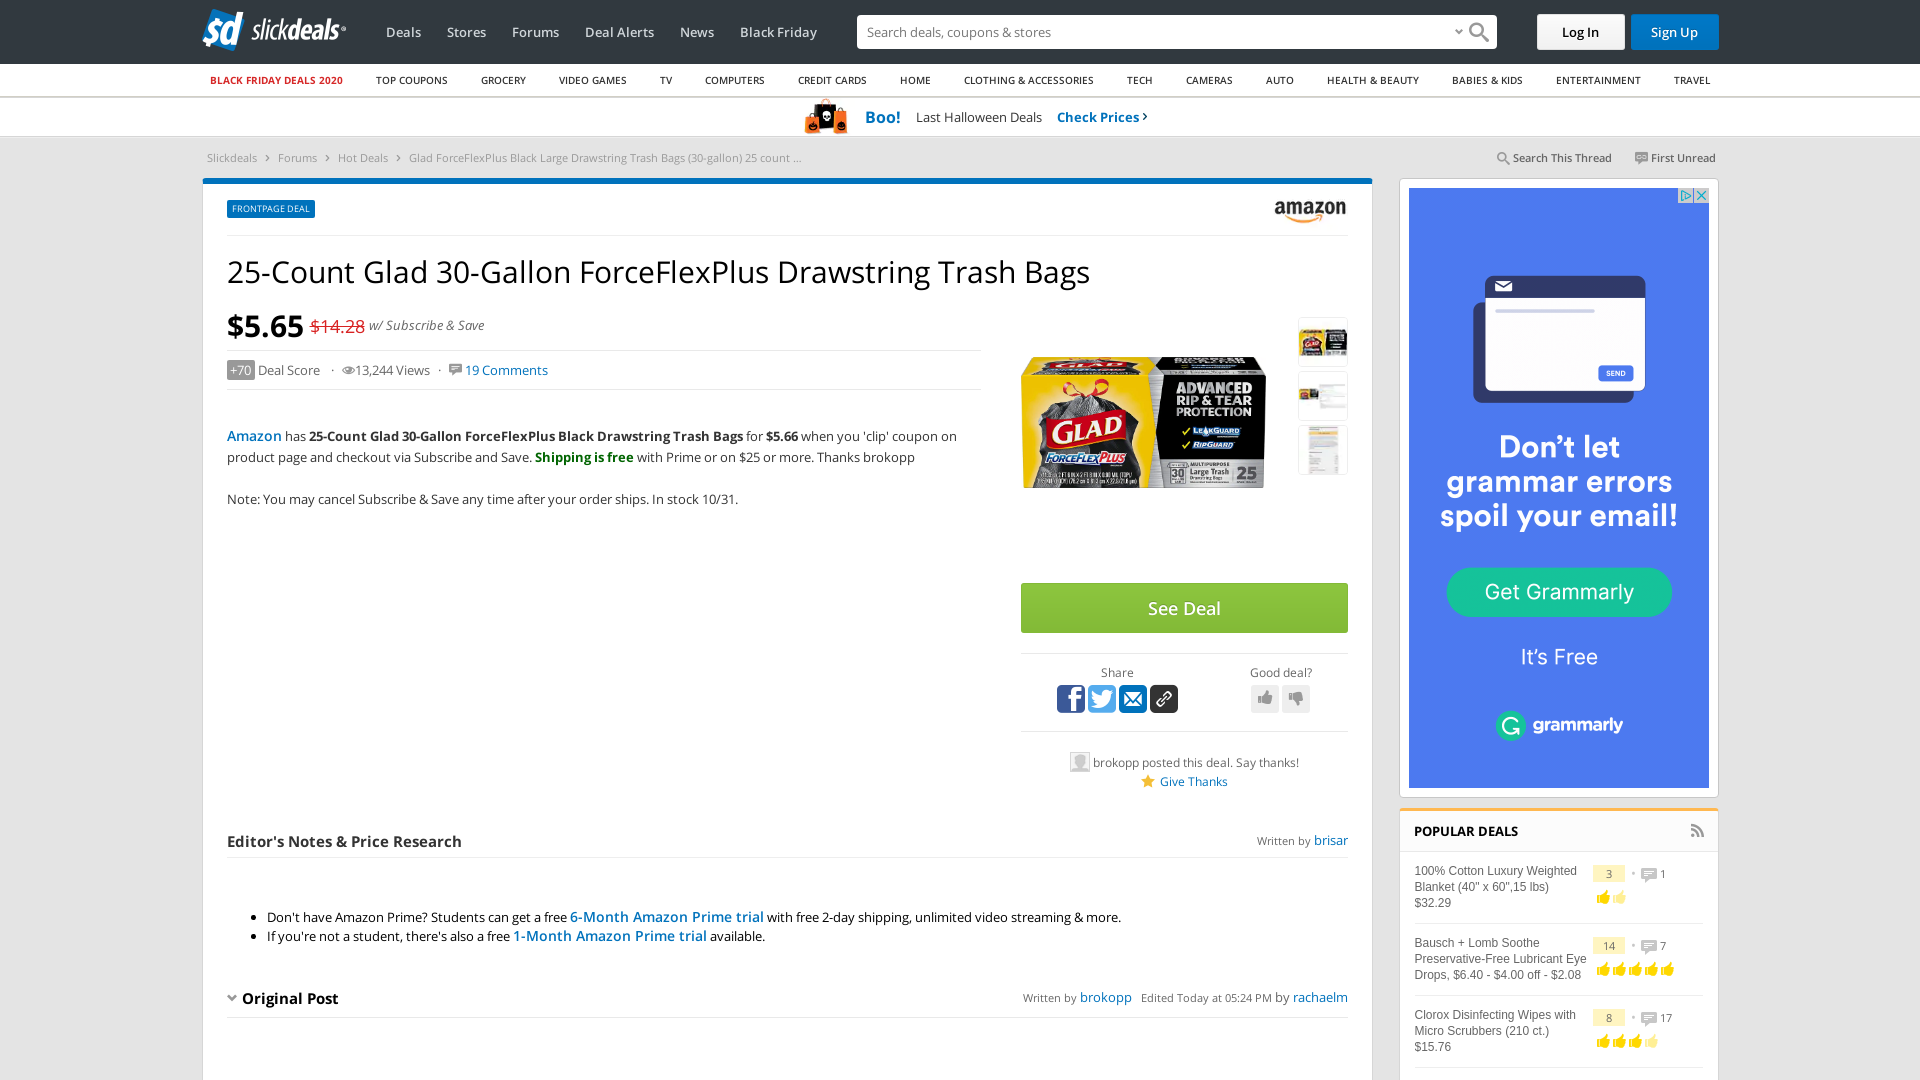 sd slickdeals
Deals Stores Forums Deal Alerts News Black Friday
Search deals, coupons & stores
Log In Sign Up
BLACK FRIDAY DEALS 2020 TOP COUPONS GROCERY VIDEO GAMES TV COMPUTERS CREDIT CARDS HOME CLOTHING & ACCESSORIES TECH CAMERAS AUTO HEALTH & BEAUTY BABIES & KIDS ENTERTAINMENT TRAVEL
Boo! Last Halloween Deals Check Prices
Slickdeals Forums Hot Deals Glad ForceFlexPlus Black Large Drawstring Trash Bags (30-gallon) 25 count ...
Search This Thread First Unread
FRONTPAGE DEAL
amazon
25-Count Glad 30-Gallon ForceFlexPlus Drawstring Trash Bags
$5.65 $14.28 w/ Subscribe & Save
+70 Deal Score · 13,244 Views · 19 Comments
Amazon has 25-Count Glad 30-Gallon ForceFlexPlus Black Drawstring Trash Bags for $5.66 when you 'clip' coupon on
product page and checkout via Subscribe and Save. Shipping is free with Prime or on $25 or more. Thanks brokopp
Note: You may cancel Subscribe & Save any time after your order ships. In stock 10/31.
ADVANCED
RIP & TEAR
PROTECTION
GLAD
LEAKGUARD
RIPGUARD
FORCEFLEXPLUS
MULTIPURPOSE
30 Large Trash 25
Drawstring Bags
See Deal
Share
Good deal?
brokopp posted this deal. Say thanks!
Give Thanks
Editor's Notes & Price Research
Written by brisar
Don't have Amazon Prime? Students can get a free 6-Month Amazon Prime trial with free 2-day shipping, unlimited video streaming & more.
If you're not a student, there's also a free 1-Month Amazon Prime trial available.
Original Post
Written by brokopp Edited Today at 05:24 PM by rachaelm
SEND
Don't let
grammar errors
spoil your email!
Get Grammarly
It's Free
grammarly
POPULAR DEALS
100% Cotton Luxury Weighted
Blanket (40" x 60",15 lbs)
$32.29
3 • 1
Bausch + Lomb Soothe
Preservative-Free Lubricant Eye
Drops, $6.40 - $4.00 off - $2.08
14 • 7
Clorox Disinfecting Wipes with
Micro Scrubbers (210 ct.)
$15.76
8 • 17